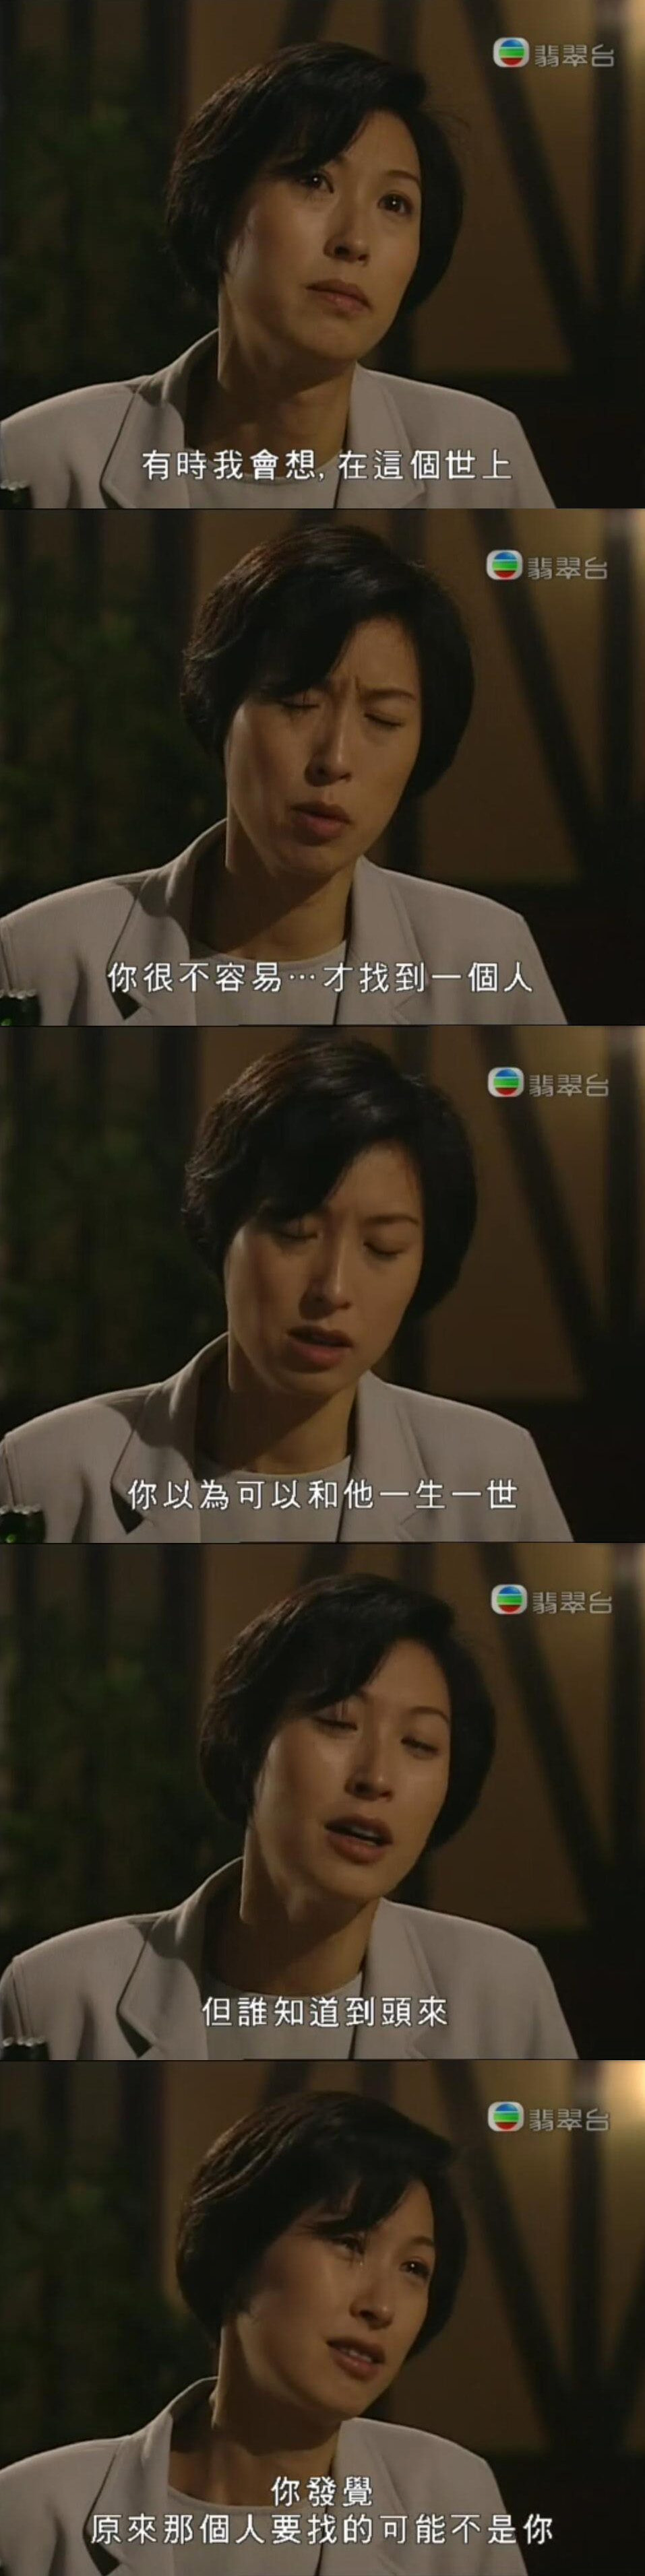 翡翠台
有時我會想, 在這個世上
翡翠台
你很不容易…才找到一個人
翡翠台
你以為可以和他一生一世
翡翠台
但誰知道到頭來
翡翠台
你發覺
原來那個人要找的可能不是你